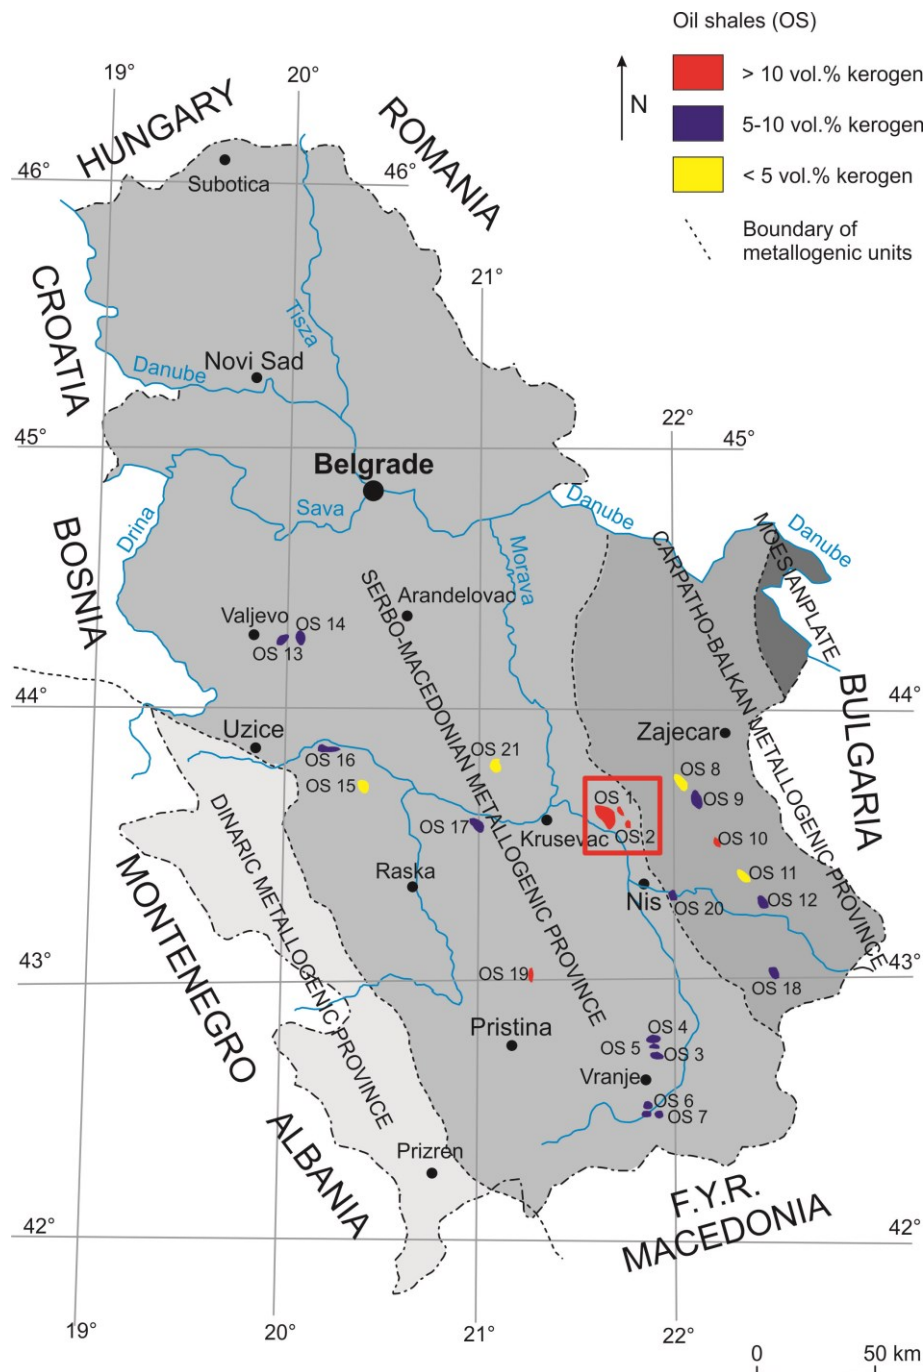 Oil shales (OS)
> 10 vol.% kerogen
5-10 vol.% kerogen
< 5 vol.% kerogen
Boundary of
metallogenic units
N
19°
20°
HUNGARY
ROMANIA
46°
46°
Subotica
21°
CROATIA
Tisza
Novi Sad
Danube
22°
45°
45°
Belgrade
Sava
Drina
Danube
Danube
BOSNIA
Morava
MOESIANPLATE
CARPATHO-BALKAN METALLOGENIC PROVINCE
SERBO-MACEDONIAN METALLOGENIC PROVINCE
Arandelovac
Valjevo
OS 14
OS 13
44°
44°
BULGARIA
Uzice
Zajecar
OS 16
OS 21
OS 15
OS 8
OS 9
OS 1
OS 2
OS 17
Krusevac
OS 10
DINARIC METALLOGENIC PROVINCE
Raska
OS 11
OS 12
Nis
OS 20
MONTENEGRO
43°
43°
OS 19
OS 18
Pristina
OS 4
OS 5
OS 3
Vranje
OS 6
OS 7
ALBANIA
Prizren
F.Y.R.
MACEDONIA
42°
42°
19°
20°
21°
22°
0
50 km